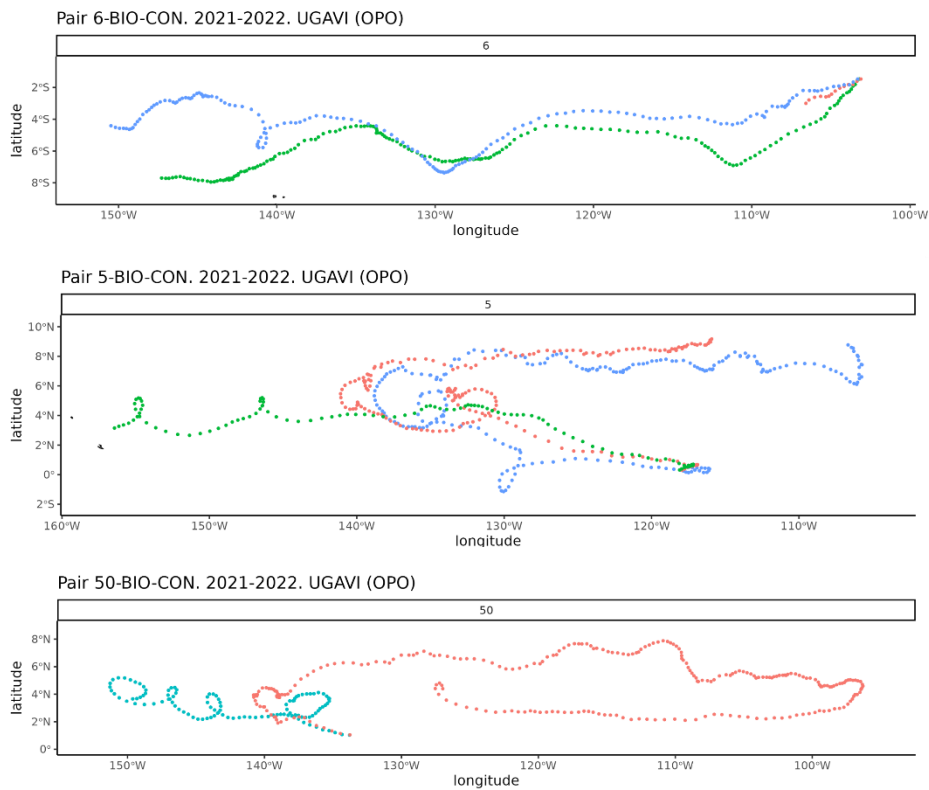 Pair 6-BIO-CON. 2021-2022. UGAVI (OPO)
6
2°S
4°S
6°S
8°S
latitude
150°W 140°W 130°W 120°W 110°W 100°W
longitude
Pair 5-BIO-CON. 2021-2022. UGAVI (OPO)
5
10°N
8°N
6°N
4°N
2°N
0°
2°S
latitude
160°W 150°W 140°W 130°W 120°W 110°W
longitude
Pair 50-BIO-CON. 2021-2022. UGAVI (OPO)
50
8°N
6°N
4°N
2°N
0°
latitude
150°W 140°W 130°W 120°W 110°W 100°W
longitude